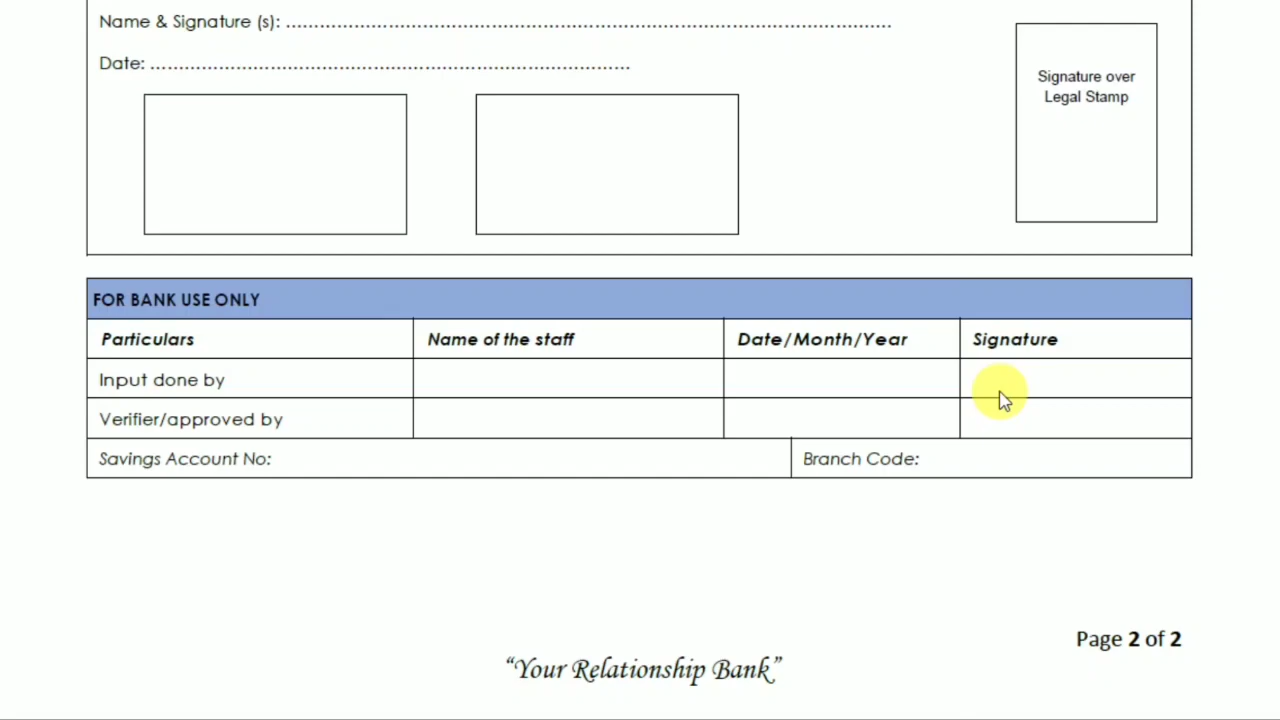 Name & Signature (s): ..........................................................................................................
Date: ....................................................................................
Signature over
Legal Stamp
FOR BANK USE ONLY
Particulars Name of the staff Date/Month/Year Signature
Input done by
Verifier/approved by
Savings Account No: Branch Code:
Page 2 of 2
“Your Relationship Bank”